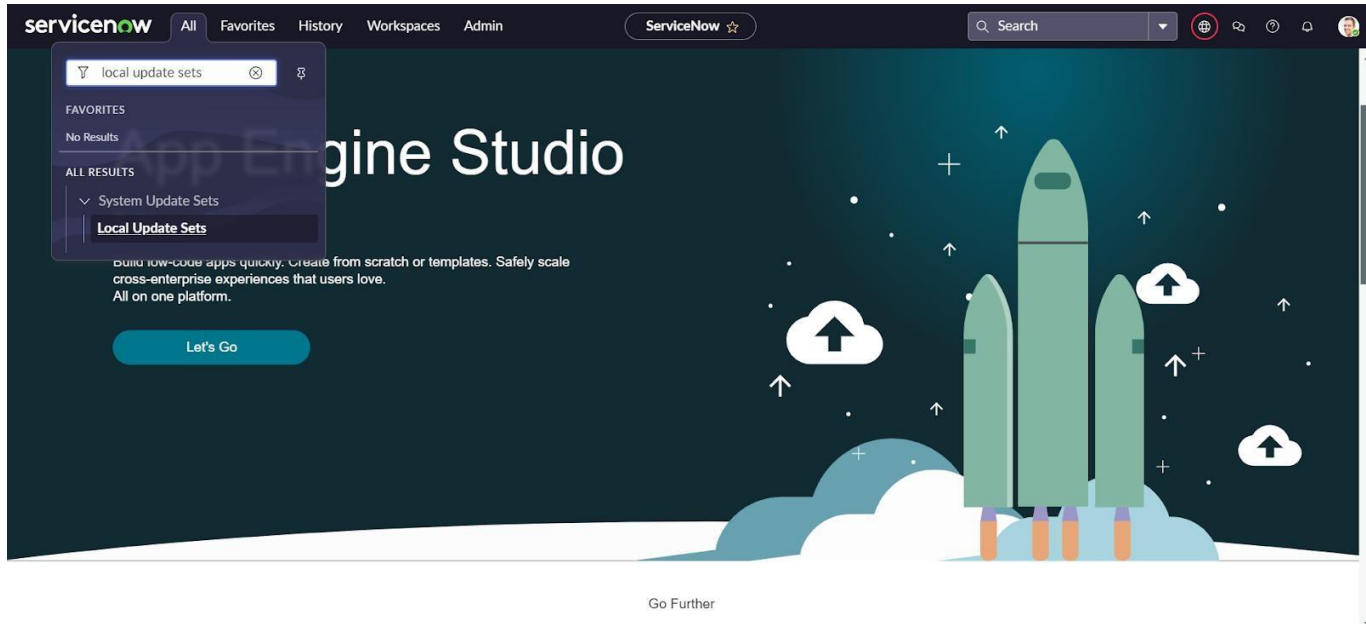 servicenow All Favorites History Workspaces Admin ServiceNow Search
local update sets
FAVORITES
No Results
App Engine Studio
ALL RESULTS
System Update Sets
Local Update Sets
Build low-code apps quickly. Create from scratch or templates. Safely scale
cross-enterprise experiences that users love.
All on one platform.
Let's Go
Go Further